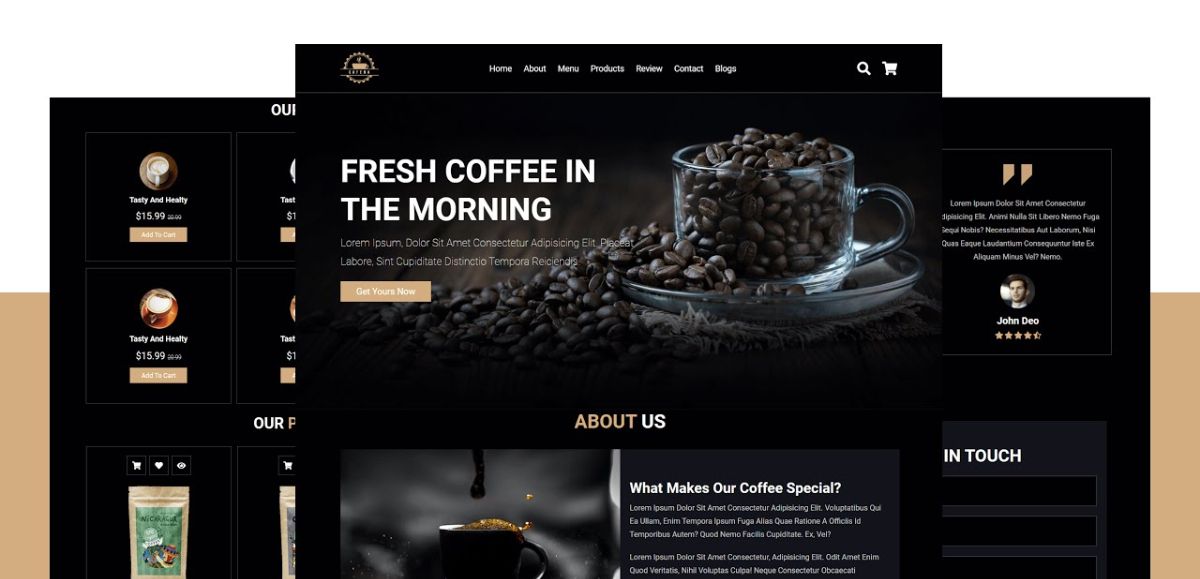 Home About Menu Products Review Contact Blogs
FRESH COFFEE IN
THE MORNING
Lorem Ipsum, Dolor Sit Amet Consectetur Adipisicing Elit. Placeat
Labore, Sint Cupiditate Distinctio Tempora Reiciendis
Get Yours Now
ABOUT US
What Makes Our Coffee Special?
Lorem Ipsum Dolor Sit Amet Consectetur Adipisicing Elit. Voluptatibus Qui
Ea Ullam, Enim Tempora Ipsum Fuga Alias Quae Ratione A Officiis Id
Temporibus Autem? Quod Nemo Facilis Cupiditate. Ex, Vel?
Lorem Ipsum Dolor Sit Amet Consectetur, Adipisicing Elit. Odit Amet Enim
Quod Veritatis, Nihil Voluptas Culpa! Neque Consectetur Obcaecati
OUR
Tasty And Healty
$15.99 20.99
Add To Cart
Tasty And Healty
$15.99 20.99
Add To Cart
OUR P
NICARAGUA
Lorem Ipsum Dolor Sit Amet Consectetur
dipisicing Elit. Animi Nulla Sit Libero Nemo Fuga
Sequi Nobis? Necessitatibus Aut Laborum, Nisi
Quas Eaque Laudantium Consequuntur Iste Ex
Aliquam Minus Vel? Nemo.
John Deo
IN TOUCH